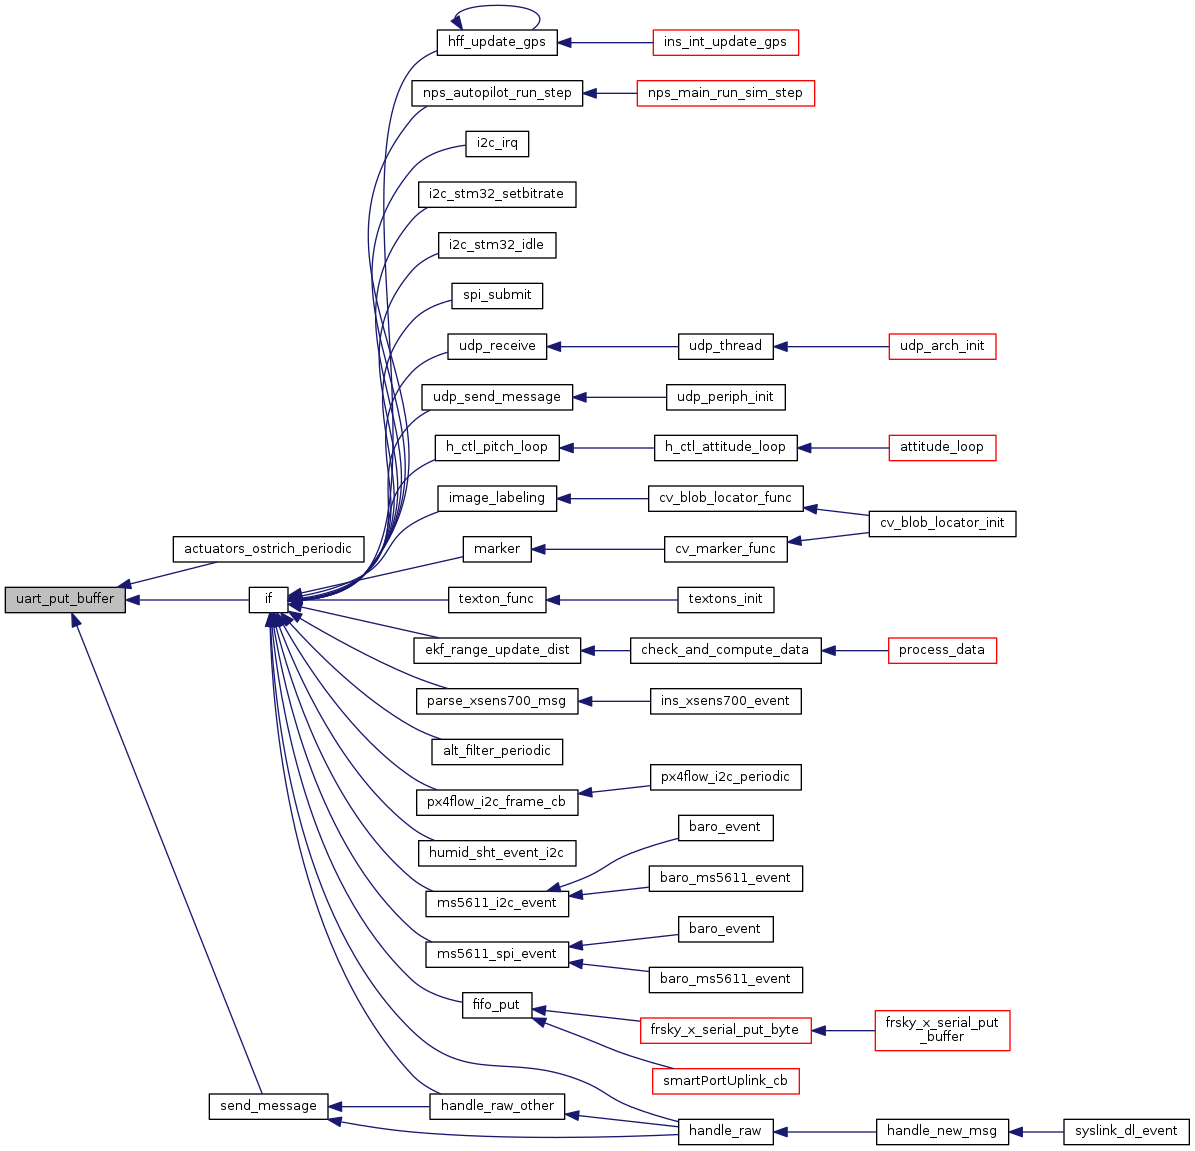 hff_update_gps
ins_int_update_gps
nps_autopilot_run_step
nps_main_run_sim_step
i2c_irq
i2c_stm32_setbitrate
i2c_stm32_idle
spi_submit
udp_receive
udp_thread
udp_arch_init
udp_send_message
udp_periph_init
h_ctl_pitch_loop
h_ctl_attitude_loop
attitude_loop
image_labeling
cv_blob_locator_func
cv_blob_locator_init
actuators_ostrich_periodic
marker
cv_marker_func
uart_put_buffer
if
texton_func
textons_init
ekf_range_update_dist
check_and_compute_data
process_data
parse_xsens700_msg
ins_xsens700_event
alt_filter_periodic
px4flow_i2c_frame_cb
px4flow_i2c_periodic
baro_event
humid_sht_event_i2c
baro_ms5611_event
ms5611_i2c_event
baro_event
ms5611_spi_event
baro_ms5611_event
fifo_put
frsky_x_serial_put_byte
frsky_x_serial_put
_buffer
smartPortUplink_cb
send_message
handle_raw_other
handle_raw
handle_new_msg
syslink_dl_event